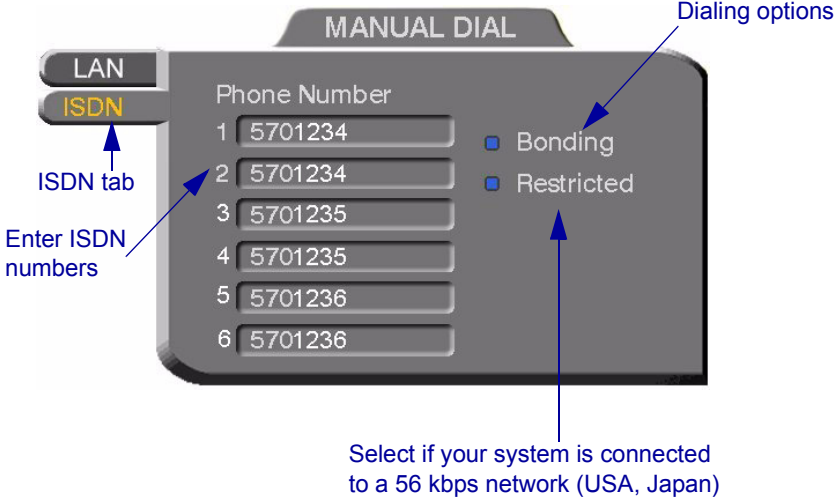 Dialing options
MANUAL DIAL
LAN
ISDN
Phone Number
1 5701234
2 5701234
3 5701235
4 5701235
5 5701236
6 5701236
Bonding
Restricted
ISDN tab
Enter ISDN
numbers
Select if your system is connected
to a 56 kbps network (USA, Japan)